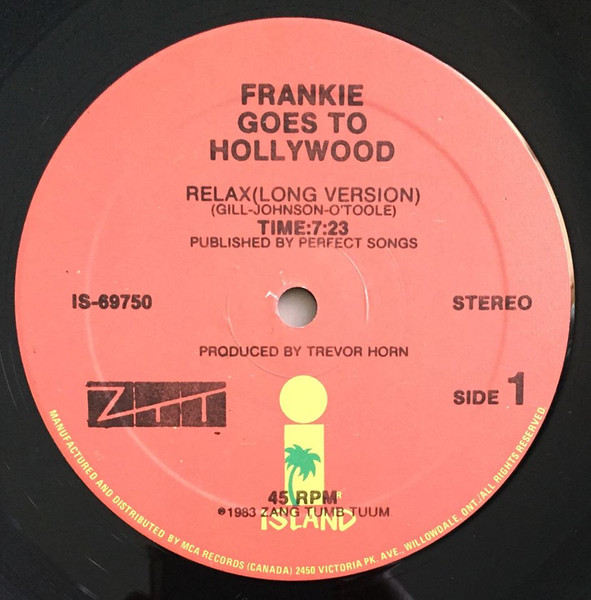 FRANKIE
GOES TO
HOLLYWOOD
RELAX(LONG VERSION)
(GILL-JOHNSON-O'TOOLE)
TIME:7:23
PUBLISHED BY PERFECT SONGS
IS-69750
STEREO
PRODUCED BY TREVOR HORN
ZTT
SIDE 1
45 RPM
℗1983 ZANG TUMB TUUM
ISLAND
MANUFACTURED AND DISTRIBUTED BY MCA RECORDS (CANADA) 2450 VICTORIA PK. AVE., WILLOWDALE, ONT./ALL RIGHTS RESERVED.